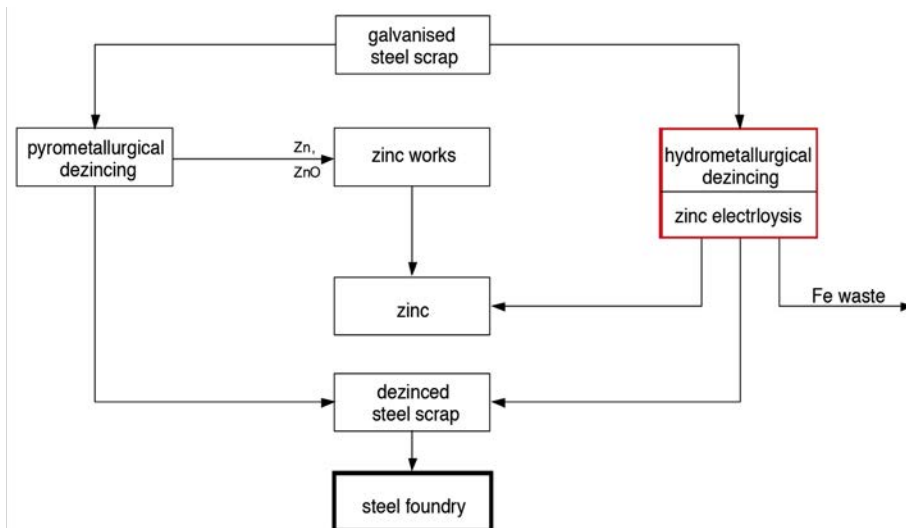 galvanised
steel scrap
pyrometallurgical
dezincing
Zn,
ZnO
zinc works
hydrometallurgical
dezincing
zinc electrloysis
zinc
Fe waste
dezinced
steel scrap
steel foundry